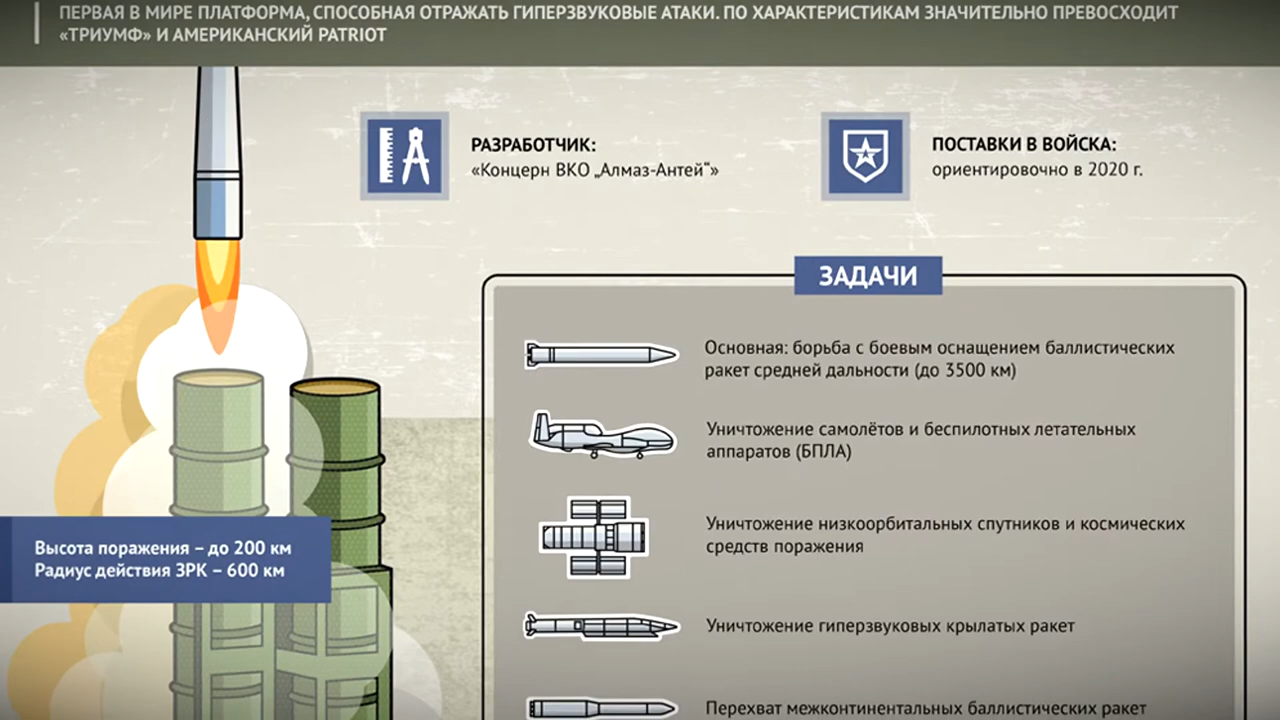 ПЕРВАЯ В МИРЕ ПЛАТФОРМА, СПОСОБНАЯ ОТРАЖАТЬ ГИПЕРЗВУКОВЫЕ АТАКИ. ПО ХАРАКТЕРИСТИКАМ ЗНАЧИТЕЛЬНО ПРЕВОСХОДИТ
«ТРИУМФ» И АМЕРИКАНСКИЙ PATRIOT
РАЗРАБОТЧИК:
«Концерн ВКО „Алмаз-Антей“»
ПОСТАВКИ В ВОЙСКА:
ориентировочно в 2020 г.
ЗАДАЧИ
Основная: борьба с боевым оснащением баллистических
ракет средней дальности (до 3500 км)
Уничтожение самолётов и беспилотных летательных
аппаратов (БПЛА)
Уничтожение низкоорбитальных спутников и космических
средств поражения
Уничтожение гиперзвуковых крылатых ракет
Перехват межконтинентальных баллистических ракет
Высота поражения – до 200 км
Радиус действия ЗРК – 600 км